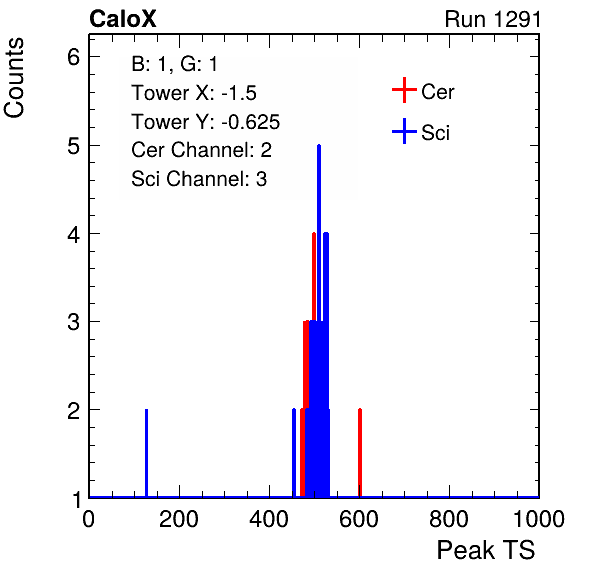 CaloX Run 1291
Counts
B: 1, G: 1
Tower X: -1.5
Tower Y: -0.625
Cer Channel: 2
Sci Channel: 3
Cer
Sci
6
5
4
3
2
1
0 200 400 600 800 1000
Peak TS